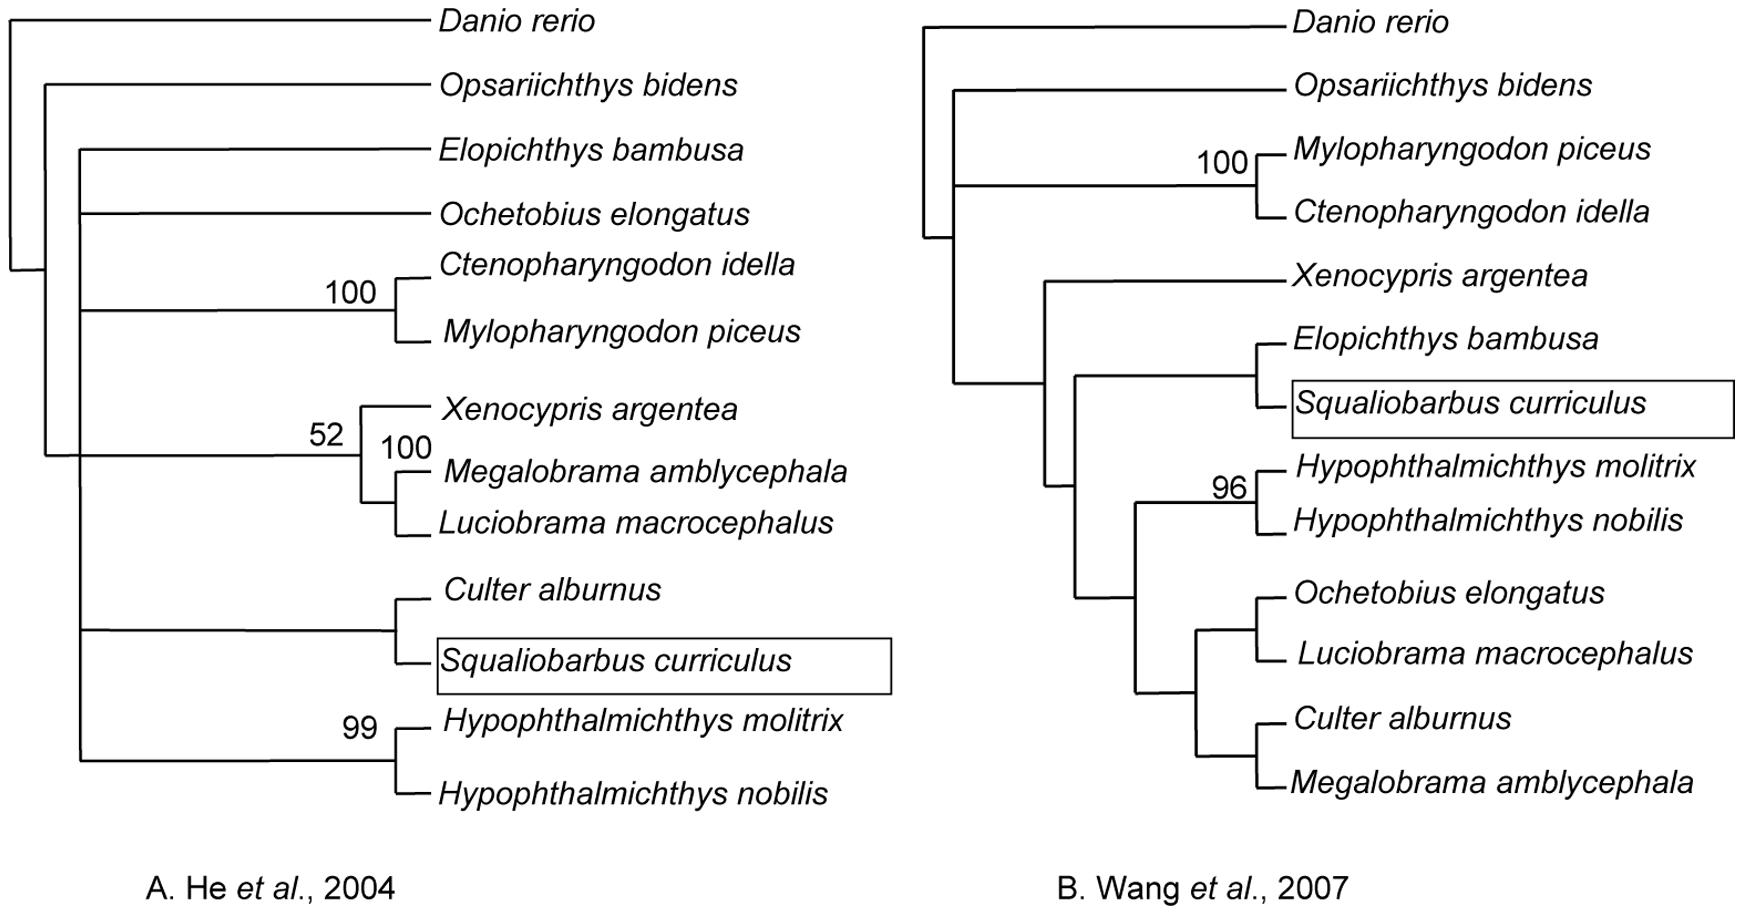 Danio rerio
Opsariichthys bidens
Elopichthys bambusa
Ochetobius elongatus
Ctenopharyngodon idella
100
Mylopharyngodon piceus
Xenocypris argentea
52
100
Megalobrama amblycephala
Luciobrama macrocephalus
Culter alburnus
Squaliobarbus curriculus
Hypophthalmichthys molitrix
99
Hypophthalmichthys nobilis
A. He et al., 2004
Danio rerio
Opsariichthys bidens
Mylopharyngodon piceus
100
Ctenopharyngodon idella
Xenocypris argentea
Elopichthys bambusa
Squaliobarbus curriculus
Hypophthalmichthys molitrix
96
Hypophthalmichthys nobilis
Ochetobius elongatus
Luciobrama macrocephalus
Culter alburnus
Megalobrama amblycephala
B. Wang et al., 2007